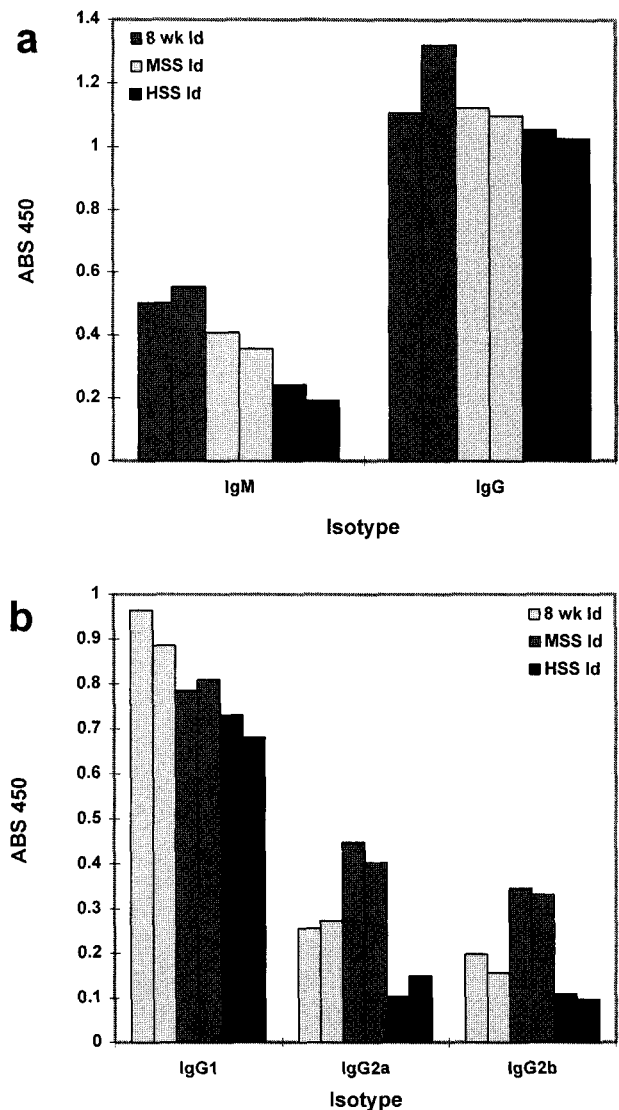 a
8 wk Id
MSS Id
HSS Id
1.4
1.2
1
0.8
0.6
0.4
0.2
0
ABS 450
IgM
IgG
Isotype
b
8 wk Id
MSS Id
HSS Id
1
0.9
0.8
0.7
0.6
0.5
0.4
0.3
0.2
0.1
0
ABS 450
IgG1
IgG2a
IgG2b
Isotype